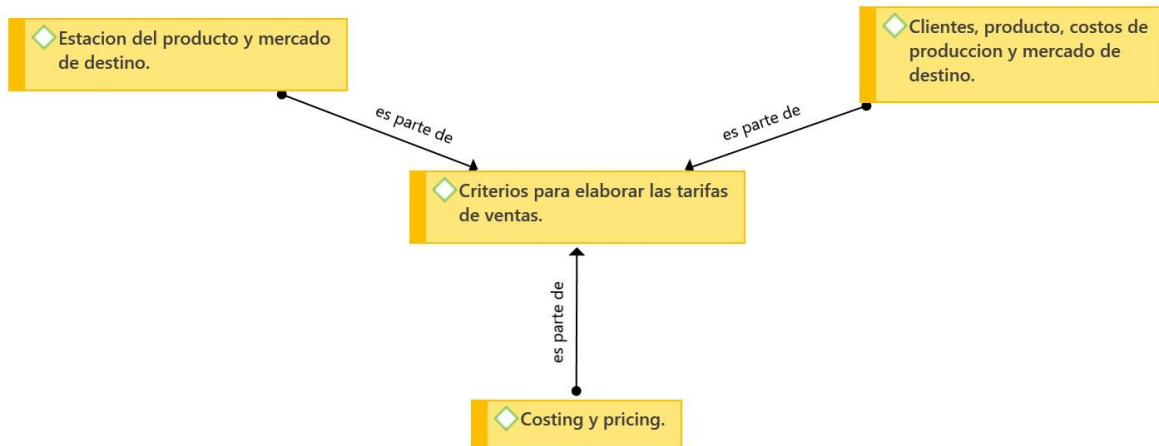 Estacion del producto y mercado
de destino.
Clientes, producto, costos de
produccion y mercado de
destino.
es parte de
es parte de
Criterios para elaborar las tarifas
de ventas.
es parte de
Costing y pricing.